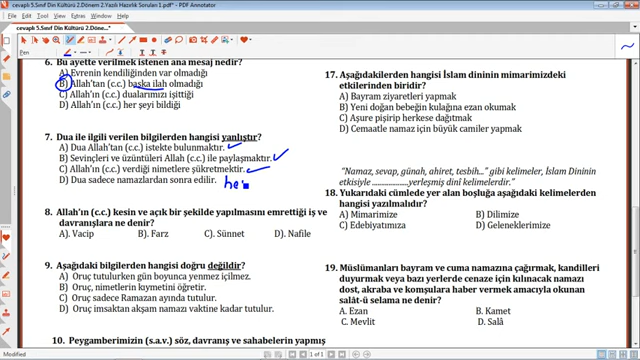 cevaplı 5.Sınıf Din Kültürü 2.Dönem 2.Yazılı Hazırlık Soruları 1.pdf* - PDF Annotator
File Edit View Insert Tools Extras Window Help
cevaplı 5.Sınıf Din Kültürü 2.Döne...*
Pen
6. Bu ayette verilmek istenen ana mesaj nedir?
A) Evrenin kendiliğinden var olmadığı
B) Allah'tan (c.c.) başka ilah olmadığı
C) Allah'ın (c.c.) dualarımızı işittiği
D) Allah'ın (c.c.) her şeyi bildiği
7. Dua ile ilgili verilen bilgilerden hangisi yanlıştır?
A) Dua Allah'tan (c.c.) istekte bulunmaktır.
B) Sevinçleri ve üzüntüleri Allah (c.c.) ile paylaşmaktır.
C) Allah'ın (c.c.) verdiği nimetlere şükretmektir.
D) Dua sadece namazlardan sonra edilir.
8. Allah'ın (c.c.) kesin ve açık bir şekilde yapılmasını emrettiği iş ve
davranışlara ne denir?
A). Vacip B). Farz C). Sünnet D). Nafile
9. Aşağıdaki bilgilerden hangisi doğru değildir?
A) Oruç tutulurken gün boyunca yenmez içilmez.
B) Oruç, nimetlerin kıymetini öğretir.
C) Oruç sadece Ramazan ayında tutulur.
D) Oruç imsaktan akşam namazı vaktine kadar tutulur.
10. Peygamberimizin (s.a.v.) söz, davranış ve sahabelerin yapmış
17. Aşağıdakilerden hangisi İslam dininin mimarimizdeki
etkilerinden biridir?
A) Bayram ziyaretleri yapmak
B) Yeni doğan bebeğin kulağına ezan okumak
C) Aşure pişirip herkese dağıtmak
D) Cemaatle namaz için büyük camiler yapmak
"Namaz, sevap, günah, ahiret, tesbih..." gibi kelimeler, İslam Dininin
etkisiyle ...................yerleşmiş dinî kelimelerdir."
18. Yukarıdaki cümlede yer alan boşluğa aşağıdaki kelimelerden
hangisi yazılmalıdır?
A) Mimarimize B) Dilimize
C) Edebiyatımıza D) Geleneklerimize
19. Müslümanları bayram ve cuma namazına çağırmak, kandilleri
duyurmak veya bazı yerlerde cenaze için kılınacak namazı
dost, akraba ve komşulara haber vermek amacıyla okunan
salât-ü selama ne denir?
A. Ezan B. Kamet
C. Mevlit D. Salâ
Modified
1 of 1